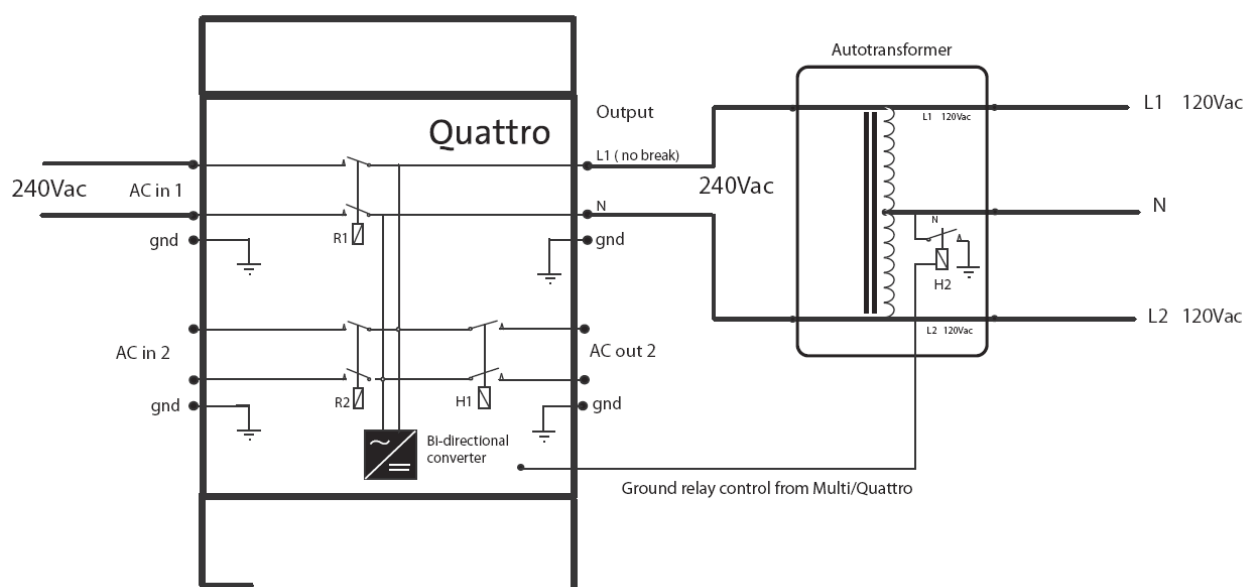 Autotransformer
L1 120Vac
Output
L1 120Vac
Quattro
L1 ( no break)
240Vac
AC in 1
240Vac
N
N
N
R1
gnd
gnd
H2
L2 120Vac
L2 120Vac
AC in 2
AC out 2
R2
H1
gnd
gnd
Bi-directional
converter
Ground relay control from Multi/Quattro